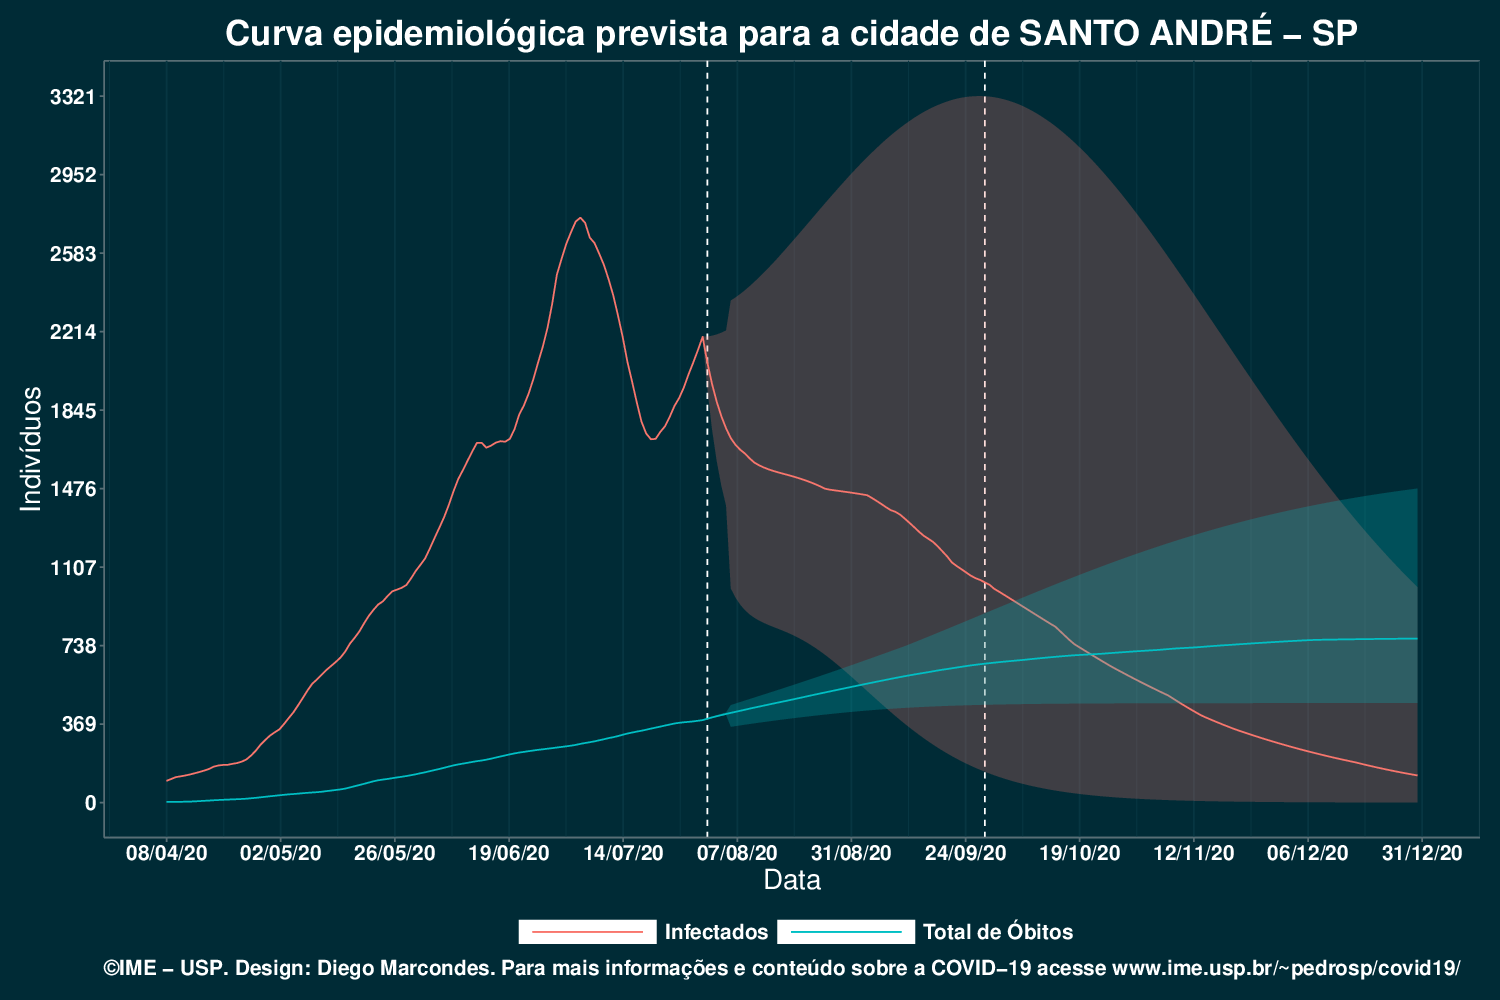 Curva epidemiológica prevista para a cidade de SANTO ANDRÉ – SP
3321
2952
2583
2214
1845
1476
1107
738
369
0
Indivíduos
08/04/20 02/05/20 26/05/20 19/06/20 14/07/20 07/08/20 31/08/20 24/09/20 19/10/20 12/11/20 06/12/20 31/12/20
Data
Infectados Total de Óbitos
©IME – USP. Design: Diego Marcondes. Para mais informações e conteúdo sobre a COVID–19 acesse www.ime.usp.br/~pedrosp/covid19/